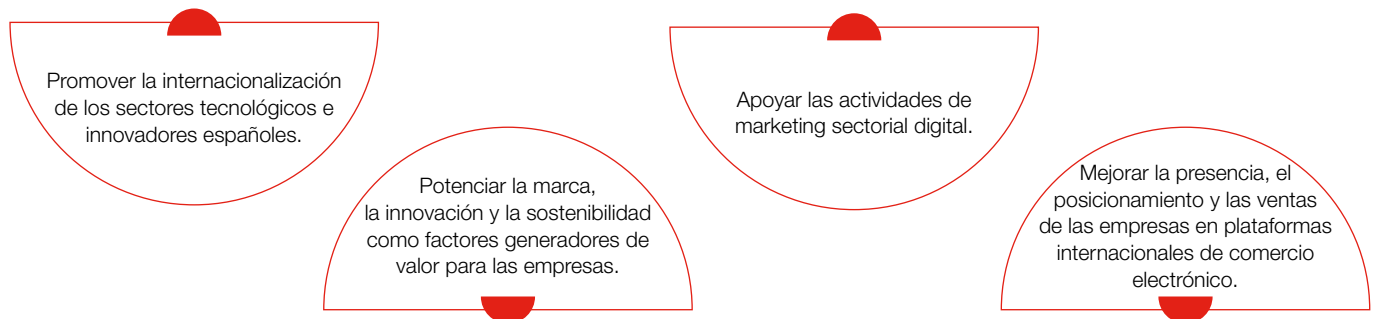 Promover la internacionalización
de los sectores tecnológicos e
innovadores españoles.
Potenciar la marca,
la innovación y la sostenibilidad
como factores generadores de
valor para las empresas.
Apoyar las actividades de
marketing sectorial digital.
Mejorar la presencia, el
posicionamiento y las ventas
de las empresas en plataformas
internacionales de comercio
electrónico.